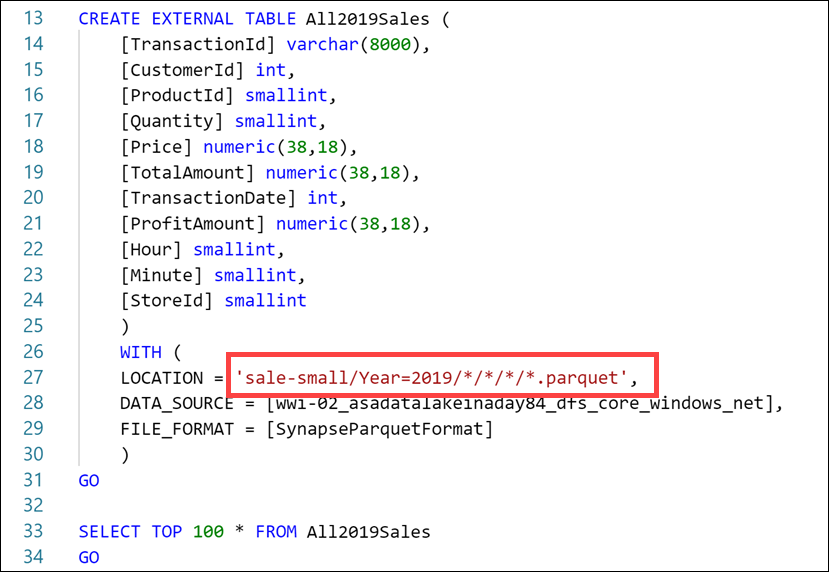 13 CREATE EXTERNAL TABLE All2019Sales (
14 [TransactionId] varchar(8000),
15 [CustomerId] int,
16 [ProductId] smallint,
17 [Quantity] smallint,
18 [Price] numeric(38,18),
19 [TotalAmount] numeric(38,18),
20 [TransactionDate] int,
21 [ProfitAmount] numeric(38,18),
22 [Hour] smallint,
23 [Minute] smallint,
24 [StoreId] smallint
25 )
26 WITH (
27 LOCATION = 'sale-small/Year=2019/*/*/*/*.parquet',
28 DATA_SOURCE = [wwi-02_asadatalakeinaday84_dfs_core_windows_net],
29 FILE_FORMAT = [SynapseParquetFormat]
30 )
31 GO
32
33 SELECT TOP 100 * FROM All2019Sales
34 GO